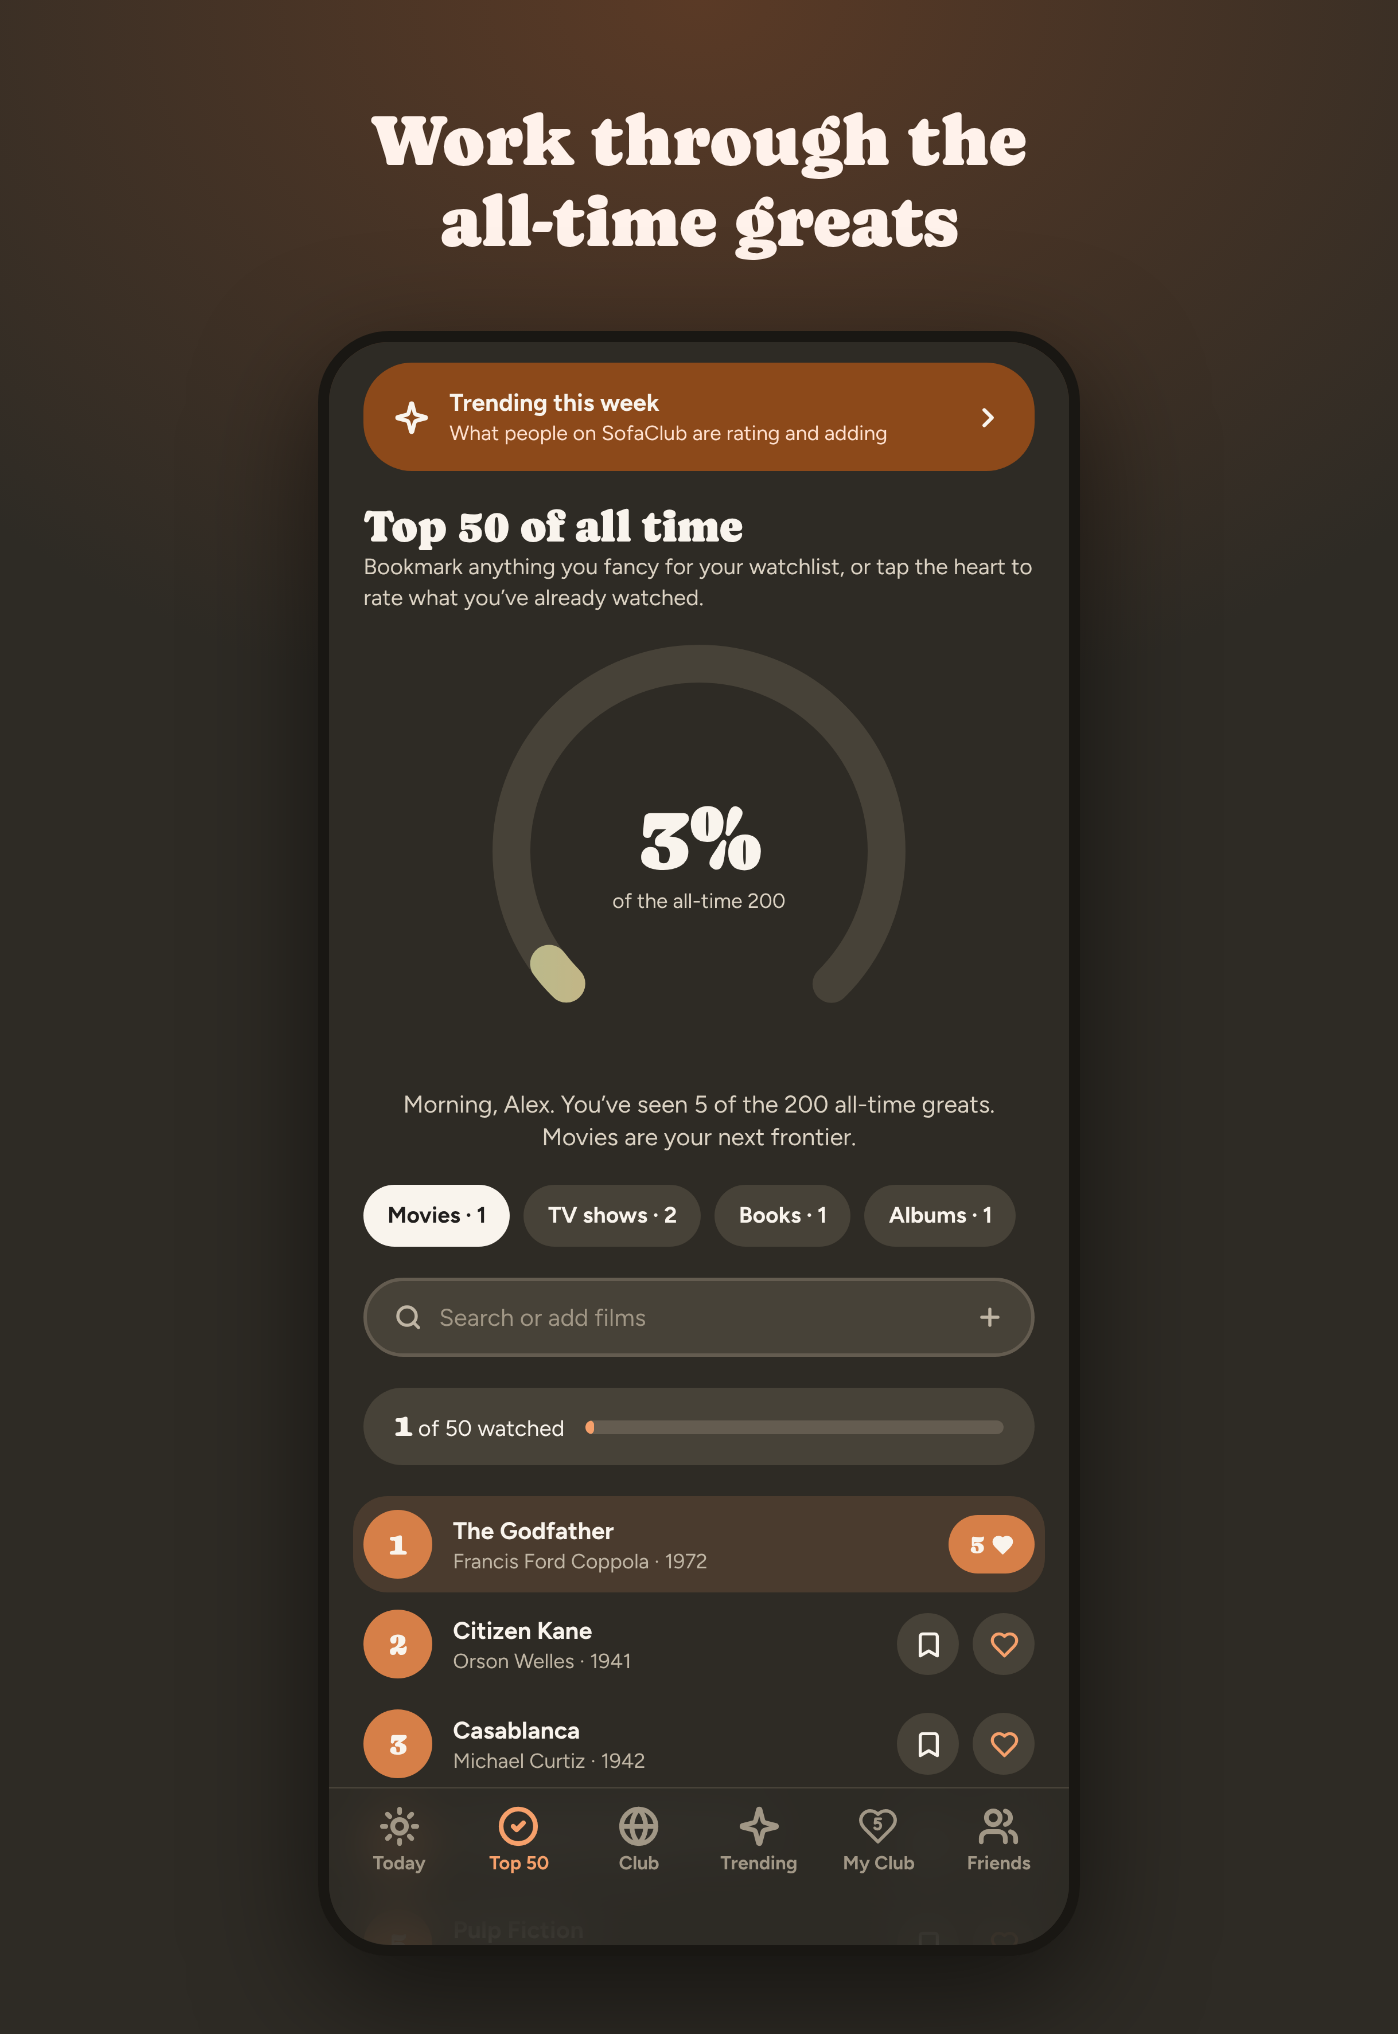 Work through the
all-time greats
Trending this week
What people on SofaClub are rating and adding
Top 50 of all time
Bookmark anything you fancy for your watchlist, or tap the heart to
rate what you’ve already watched.
3%
of the all-time 200
Morning, Alex. You’ve seen 5 of the 200 all-time greats.
Movies are your next frontier.
Movies · 1
TV shows · 2
Books · 1
Albums · 1
Search or add films
1 of 50 watched
1
The Godfather
Francis Ford Coppola · 1972
5
2
Citizen Kane
Orson Welles · 1941
3
Casablanca
Michael Curtiz · 1942
Today
Top 50
Club
Trending
5
My Club
Friends
Pulp Fiction